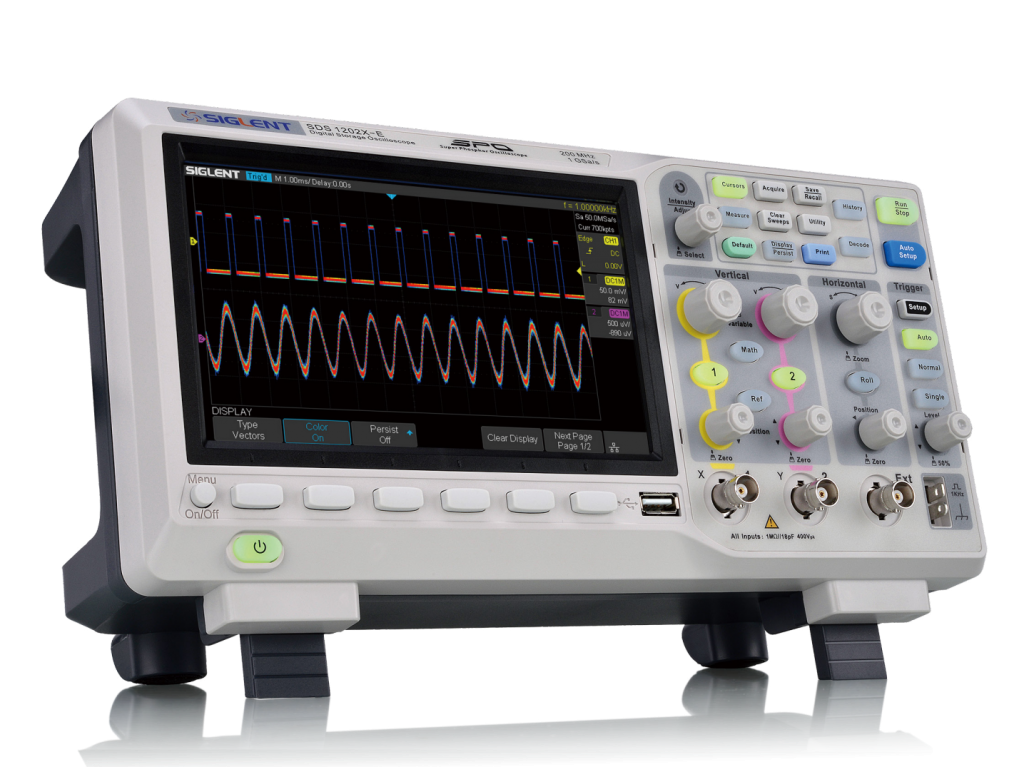 SIGLENT
SDS 1202X-E
Digital Storage Oscilloscope
SPO
Super Phosphor Oscilloscope
200 MHz
1 GSa/s
SIGLENT Trig'd M 1.00ms/ Delay:0.00s
f = 1.00000kHz
Sa 50.0MSa/s
Curr 700kpts
Edge CH1
DC
L 0.00V
1 DC1M
50.0 mV/
82 mV
2 DC1M
500 uV/
-890 uV
DISPLAY
Type
Vectors
Color
On
Persist
Off
Clear Display
Next Page
Page 1/2
Menu
On/Off
Intensity
Adjust
Select
Cursors
Acquire
Save
Recall
History
Run
Stop
Measure
Clear
Sweeps
Utility
Default
Display
Persist
Print
Decode
Auto
Setup
Vertical
Horizontal
Trigger
V
V
S
Setup
Variable
Zoom
Auto
Math
1
2
Roll
Normal
Ref
Single
Position
Position
Level
Zero
Zero
Zero
50%
X
1
Y
2
Ext
1KHz
All Inputs: 1MΩ//18pF 400Vpk